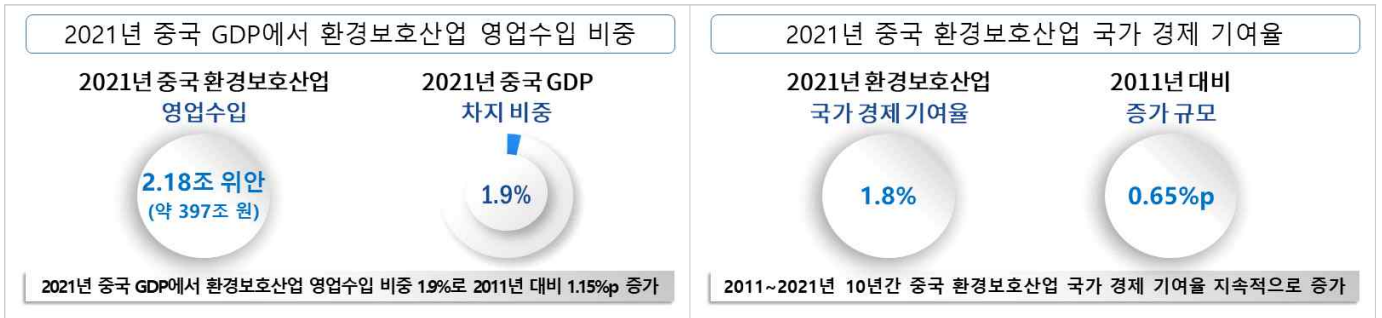 2021년 중국 GDP에서 환경보호산업 영업수입 비중
2021년 중국 환경보호산업
영업수입
2.18조 위안
(약 397조 원)
2021년 중국 GDP
차지 비중
1.9%
2021년 중국 GDP에서 환경보호산업 영업수입 비중 1.9%로 2011년 대비 1.15%p 증가
2021년 중국 환경보호산업 국가 경제 기여율
2021년 환경보호산업
국가 경제 기여율
1.8%
2011년 대비
증가 규모
0.65%p
2011~2021년 10년간 중국 환경보호산업 국가 경제 기여율 지속적으로 증가